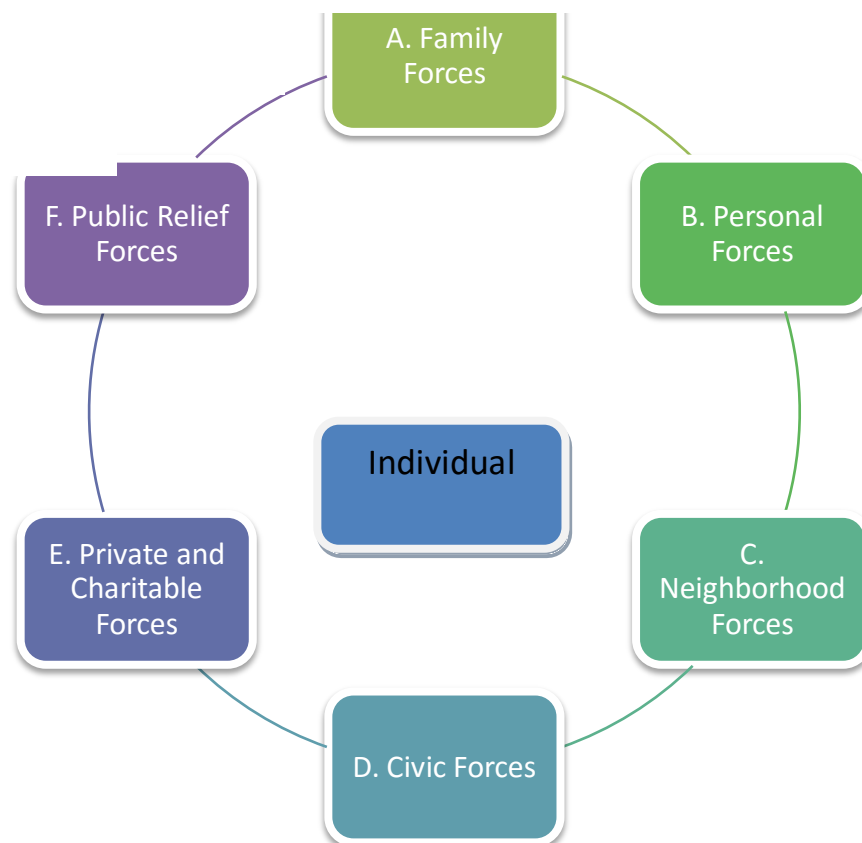 A. Family
Forces
B. Personal
Forces
C.
Neighborhood
Forces
D. Civic Forces
E. Private and
Charitable
Forces
F. Public Relief
Forces
Individual